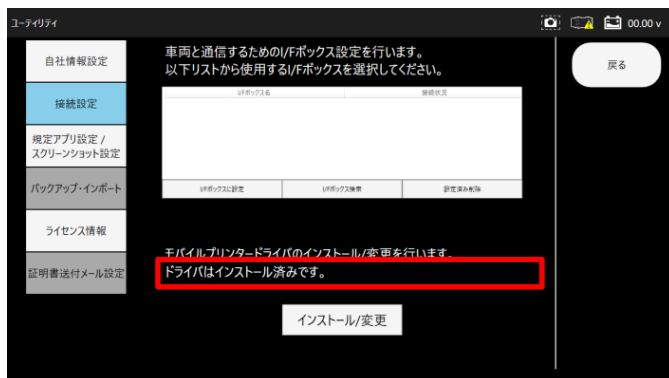 ユーティリティ
00.00 v
自社情報設定
車両と通信するためのI/Fボックス設定を行います。
以下リストから使用するI/Fボックスを選択してください。
戻る
接続設定
I/Fボックス名
接続状況
規定アプリ設定 /
スクリーンショット設定
バックアップ・インポート
I/Fボックスに設定
I/Fボックス検索
設定済み削除
ライセンス情報
モバイルプリンタードライバのインストール/変更を行います。
証明書送付メール設定
ドライバはインストール済みです。
インストール/変更